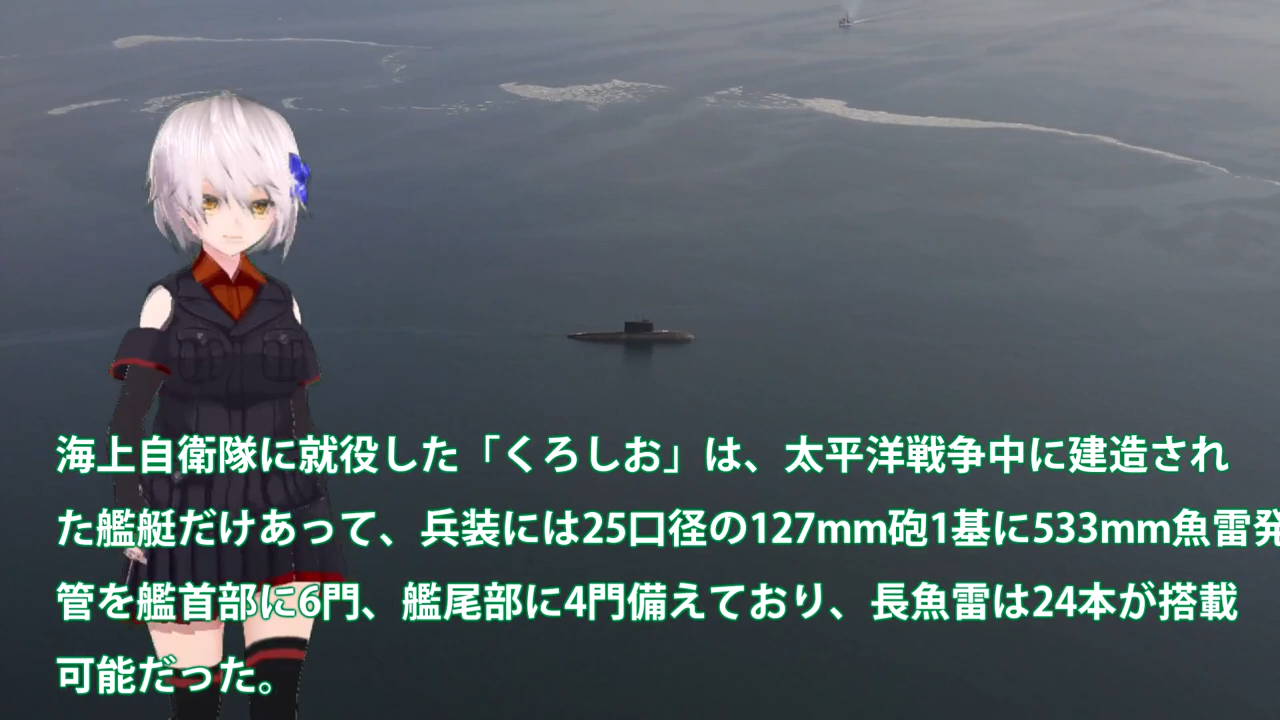 海上自衛隊に就役した「くろしお」は、太平洋戦争中に建造され
た艦艇だけあって、兵装には25口径の127mm砲1基に533mm魚雷発
管を艦首部に6門、艦尾部に4門備えており、長魚雷は24本が搭載
可能だった。